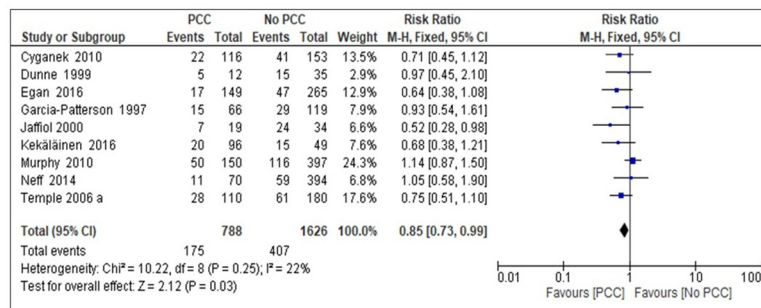 PCC No PCC Risk Ratio Risk Ratio
Study or Subgroup Events Total Events Total Weight M-H, Fixed, 95% CI M-H, Fixed, 95% CI
Cyganek 2010 22 116 41 153 13.5% 0.71 [0.45, 1.12]
Dunne 1999 5 12 15 35 2.9% 0.97 [0.45, 2.10]
Egan 2016 17 149 47 265 12.9% 0.64 [0.38, 1.08]
Garcia-Patterson 1997 15 66 29 119 7.9% 0.93 [0.54, 1.61]
Jaffiol 2000 7 19 24 34 6.6% 0.52 [0.28, 0.98]
Kekäläinen 2016 20 96 15 49 7.6% 0.68 [0.38, 1.21]
Murphy 2010 50 150 116 397 24.3% 1.14 [0.87, 1.50]
Neff 2014 11 70 59 394 6.8% 1.05 [0.58, 1.90]
Temple 2006 a 28 110 61 180 17.6% 0.75 [0.51, 1.10]
Total (95% CI) 788 1626 100.0% 0.85 [0.73, 0.99]
Total events 175 407
Heterogeneity: Chi² = 10.22, df = 8 (P = 0.25); I² = 22%
Test for overall effect: Z = 2.12 (P = 0.03)
0.01 0.1 1 10 100
Favours [PCC] Favours [No PCC]